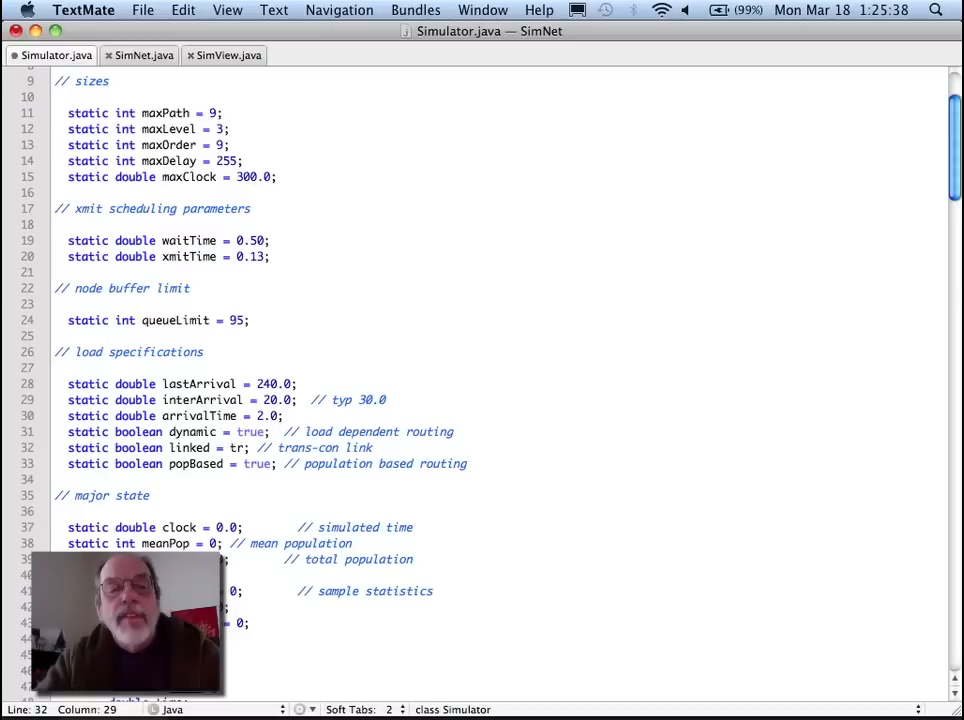 TextMate File Edit View Text Navigation Bundles Window Help (99%) Mon Mar 18 1:25:38
Simulator.java — SimNet
Simulator.java SimNet.java SimView.java
9 // sizes
10
11 static int maxPath = 9;
12 static int maxLevel = 3;
13 static int maxOrder = 9;
14 static int maxDelay = 255;
15 static double maxClock = 300.0;
16
17 // xmit scheduling parameters
18
19 static double waitTime = 0.50;
20 static double xmitTime = 0.13;
21
22 // node buffer limit
23
24 static int queueLimit = 95;
25
26 // load specifications
27
28 static double lastArrival = 240.0;
29 static double interArrival = 20.0; // typ 30.0
30 static double arrivalTime = 2.0;
31 static boolean dynamic = true; // load dependent routing
32 static boolean linked = tr; // trans-con link
33 static boolean popBased = true; // population based routing
34
35 // major state
36
37 static double clock = 0.0; // simulated time
38 static int meanPop = 0; // mean population
; // total population
0; // sample statistics
;
= 0;
Line: 32 Column: 29 Java Soft Tabs: 2 class Simulator